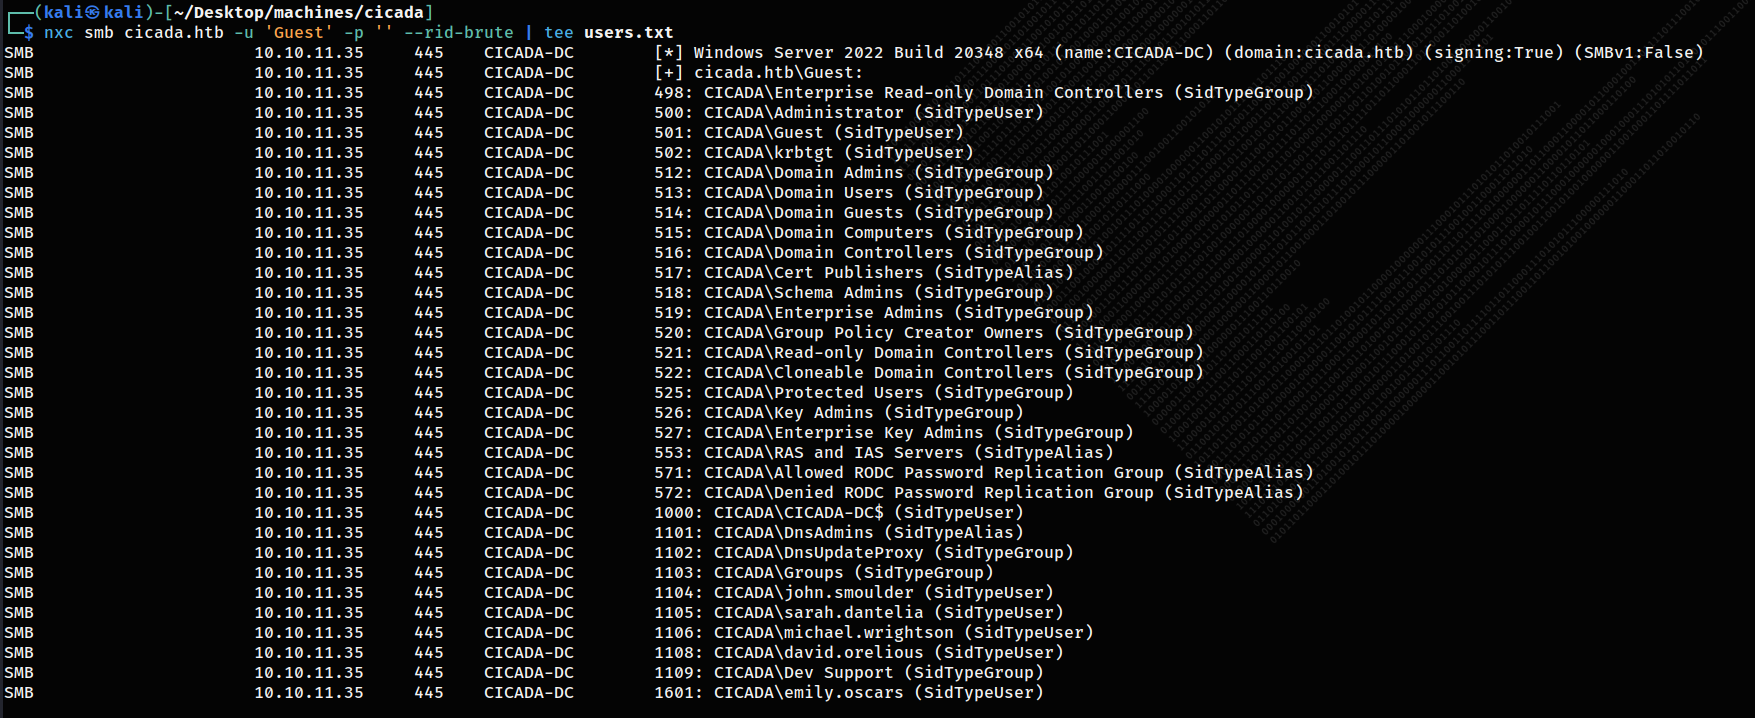 ┌──(kali㉿kali)-[~/Desktop/machines/cicada]
└─$ nxc smb cicada.htb -u 'Guest' -p '' --rid-brute | tee users.txt
SMB 10.10.11.35 445 CICADA-DC [*] Windows Server 2022 Build 20348 x64 (name:CICADA-DC) (domain:cicada.htb) (signing:True) (SMBv1:False)
SMB 10.10.11.35 445 CICADA-DC [+] cicada.htb\Guest:
SMB 10.10.11.35 445 CICADA-DC 498: CICADA\Enterprise Read-only Domain Controllers (SidTypeGroup)
SMB 10.10.11.35 445 CICADA-DC 500: CICADA\Administrator (SidTypeUser)
SMB 10.10.11.35 445 CICADA-DC 501: CICADA\Guest (SidTypeUser)
SMB 10.10.11.35 445 CICADA-DC 502: CICADA\krbtgt (SidTypeUser)
SMB 10.10.11.35 445 CICADA-DC 512: CICADA\Domain Admins (SidTypeGroup)
SMB 10.10.11.35 445 CICADA-DC 513: CICADA\Domain Users (SidTypeGroup)
SMB 10.10.11.35 445 CICADA-DC 514: CICADA\Domain Guests (SidTypeGroup)
SMB 10.10.11.35 445 CICADA-DC 515: CICADA\Domain Computers (SidTypeGroup)
SMB 10.10.11.35 445 CICADA-DC 516: CICADA\Domain Controllers (SidTypeGroup)
SMB 10.10.11.35 445 CICADA-DC 517: CICADA\Cert Publishers (SidTypeAlias)
SMB 10.10.11.35 445 CICADA-DC 518: CICADA\Schema Admins (SidTypeGroup)
SMB 10.10.11.35 445 CICADA-DC 519: CICADA\Enterprise Admins (SidTypeGroup)
SMB 10.10.11.35 445 CICADA-DC 520: CICADA\Group Policy Creator Owners (SidTypeGroup)
SMB 10.10.11.35 445 CICADA-DC 521: CICADA\Read-only Domain Controllers (SidTypeGroup)
SMB 10.10.11.35 445 CICADA-DC 522: CICADA\Cloneable Domain Controllers (SidTypeGroup)
SMB 10.10.11.35 445 CICADA-DC 525: CICADA\Protected Users (SidTypeGroup)
SMB 10.10.11.35 445 CICADA-DC 526: CICADA\Key Admins (SidTypeGroup)
SMB 10.10.11.35 445 CICADA-DC 527: CICADA\Enterprise Key Admins (SidTypeGroup)
SMB 10.10.11.35 445 CICADA-DC 553: CICADA\RAS and IAS Servers (SidTypeAlias)
SMB 10.10.11.35 445 CICADA-DC 571: CICADA\Allowed RODC Password Replication Group (SidTypeAlias)
SMB 10.10.11.35 445 CICADA-DC 572: CICADA\Denied RODC Password Replication Group (SidTypeAlias)
SMB 10.10.11.35 445 CICADA-DC 1000: CICADA\CICADA-DC$ (SidTypeUser)
SMB 10.10.11.35 445 CICADA-DC 1101: CICADA\DnsAdmins (SidTypeAlias)
SMB 10.10.11.35 445 CICADA-DC 1102: CICADA\DnsUpdateProxy (SidTypeGroup)
SMB 10.10.11.35 445 CICADA-DC 1103: CICADA\Groups (SidTypeGroup)
SMB 10.10.11.35 445 CICADA-DC 1104: CICADA\john.smoulder (SidTypeUser)
SMB 10.10.11.35 445 CICADA-DC 1105: CICADA\sarah.dantelia (SidTypeUser)
SMB 10.10.11.35 445 CICADA-DC 1106: CICADA\michael.wrightson (SidTypeUser)
SMB 10.10.11.35 445 CICADA-DC 1108: CICADA\david.orelious (SidTypeUser)
SMB 10.10.11.35 445 CICADA-DC 1109: CICADA\Dev Support (SidTypeGroup)
SMB 10.10.11.35 445 CICADA-DC 1601: CICADA\emily.oscars (SidTypeUser)